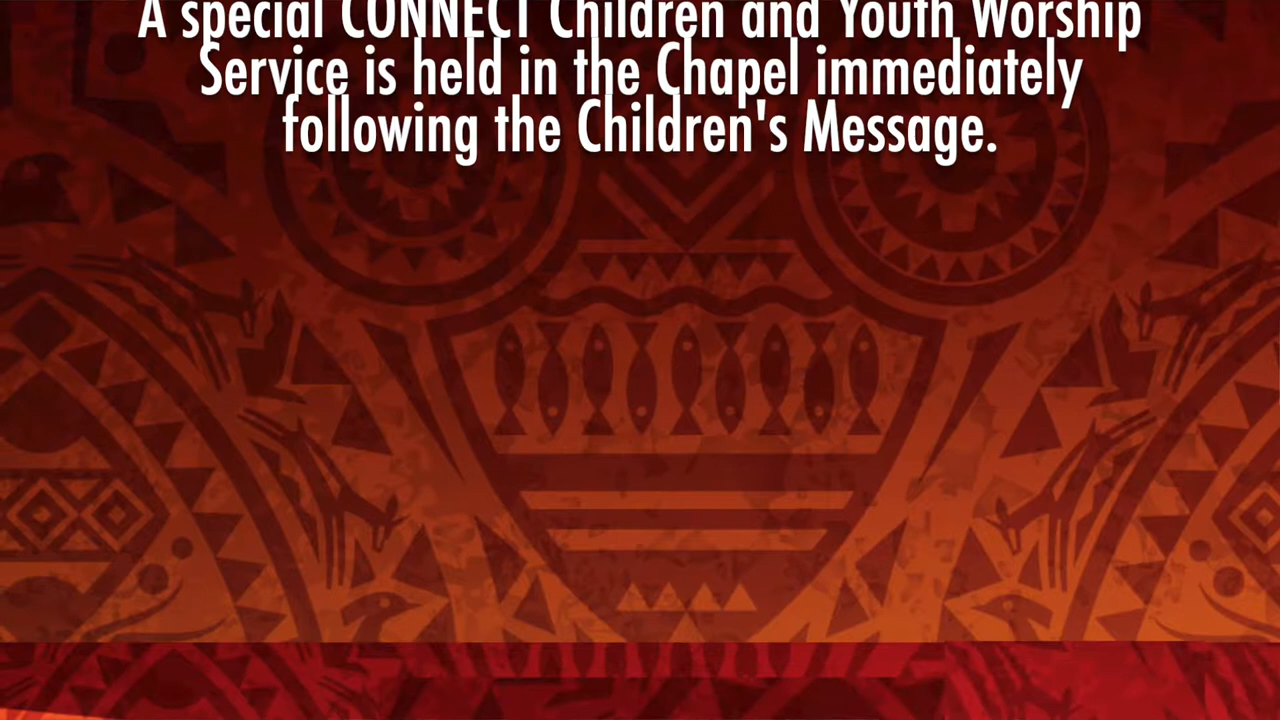 A special CONNECT Children and Youth Worship
Service is held in the Chapel immediately
following the Children's Message.